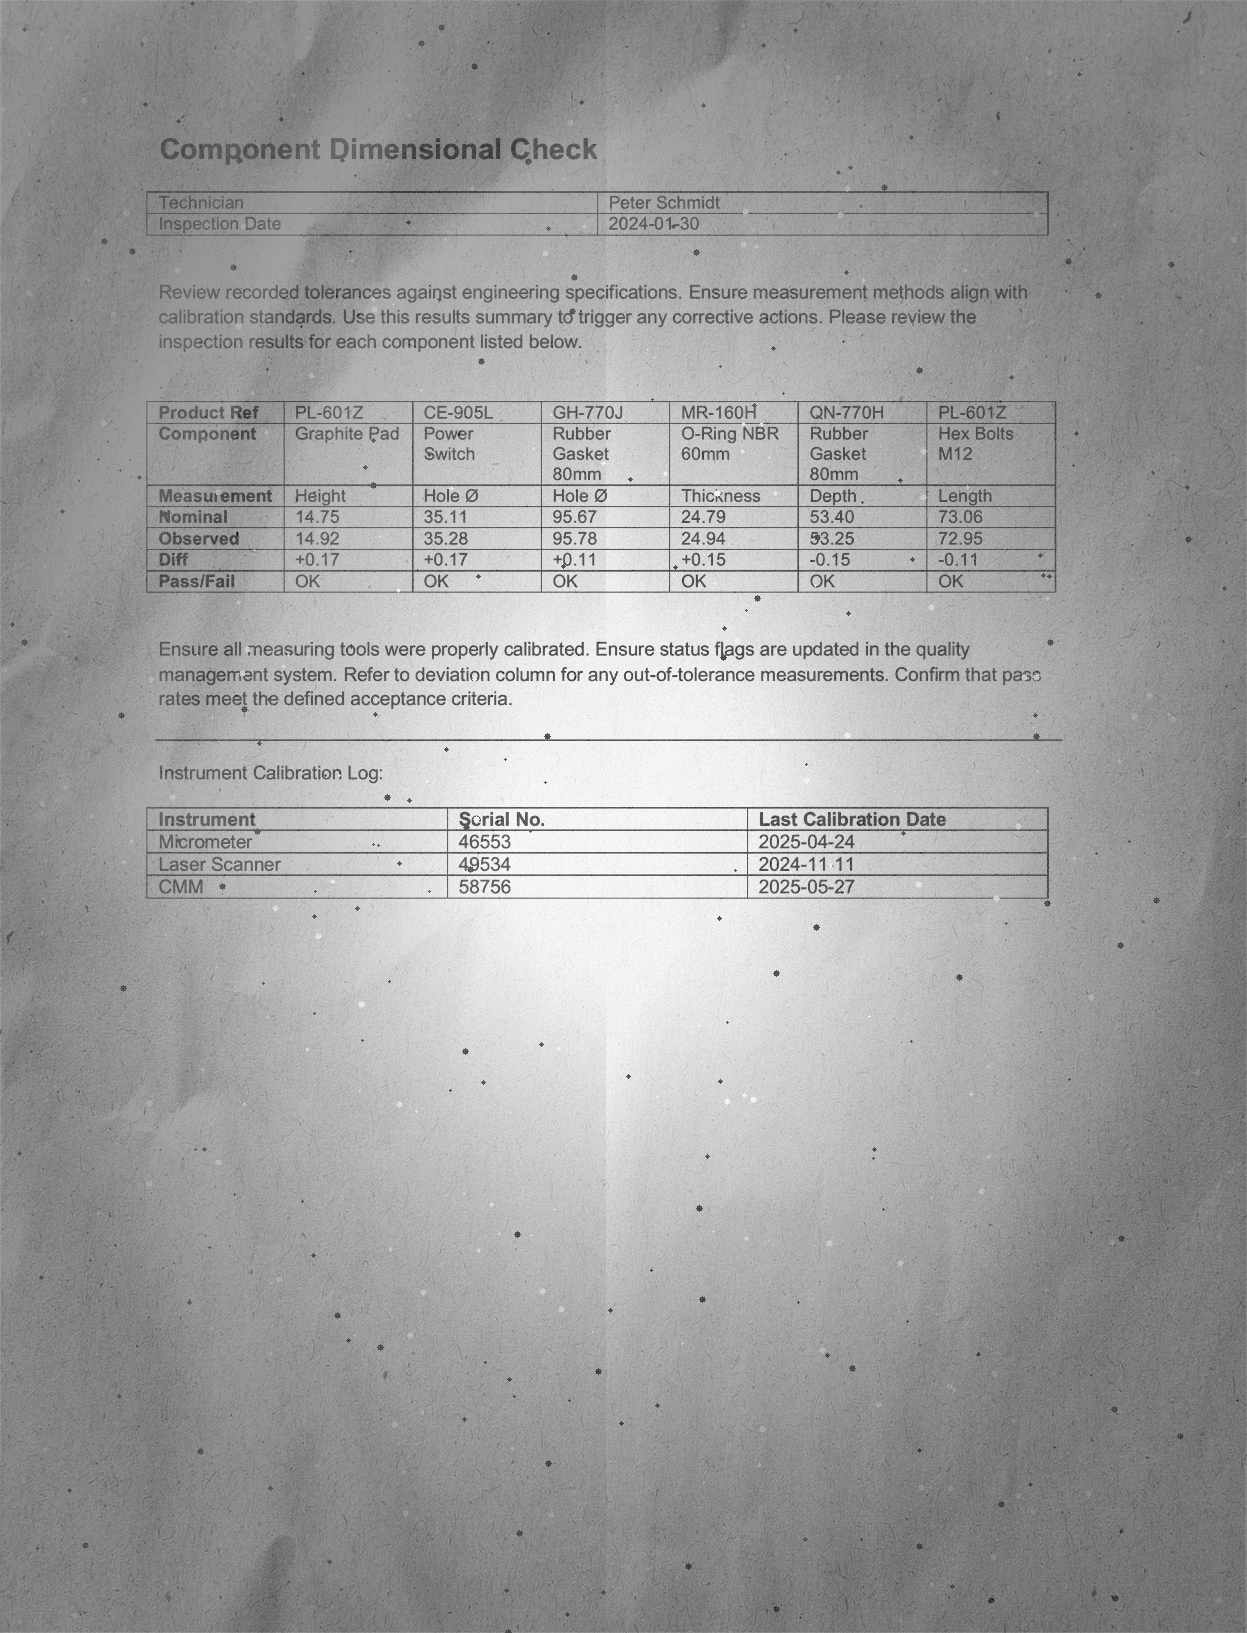 Component Dimensional Check
Technician Peter Schmidt
Inspection Date 2024-01-30
Review recorded tolerances against engineering specifications. Ensure measurement methods align with
calibration standards. Use this results summary to trigger any corrective actions. Please review the
inspection results for each component listed below.
Product Ref PL-601Z CE-905L GH-770J MR-160H QN-770H PL-601Z
Component Graphite Pad Power Rubber O-Ring NBR Rubber Hex Bolts
Switch Gasket 60mm Gasket M12
80mm 80mm
Measurement Height Hole Ø Hole Ø Thickness Depth Length
Nominal 14.75 35.11 95.67 24.79 53.40 73.06
Observed 14.92 35.28 95.78 24.94 53.25 72.95
Diff +0.17 +0.17 +0.11 +0.15 -0.15 -0.11
Pass/Fail OK OK OK OK OK OK
Ensure all measuring tools were properly calibrated. Ensure status flags are updated in the quality
management system. Refer to deviation column for any out-of-tolerance measurements. Confirm that pass
rates meet the defined acceptance criteria.
Instrument Calibration Log:
Instrument Serial No. Last Calibration Date
Micrometer 46553 2025-04-24
Laser Scanner 49534 2024-11-11
CMM 58756 2025-05-27